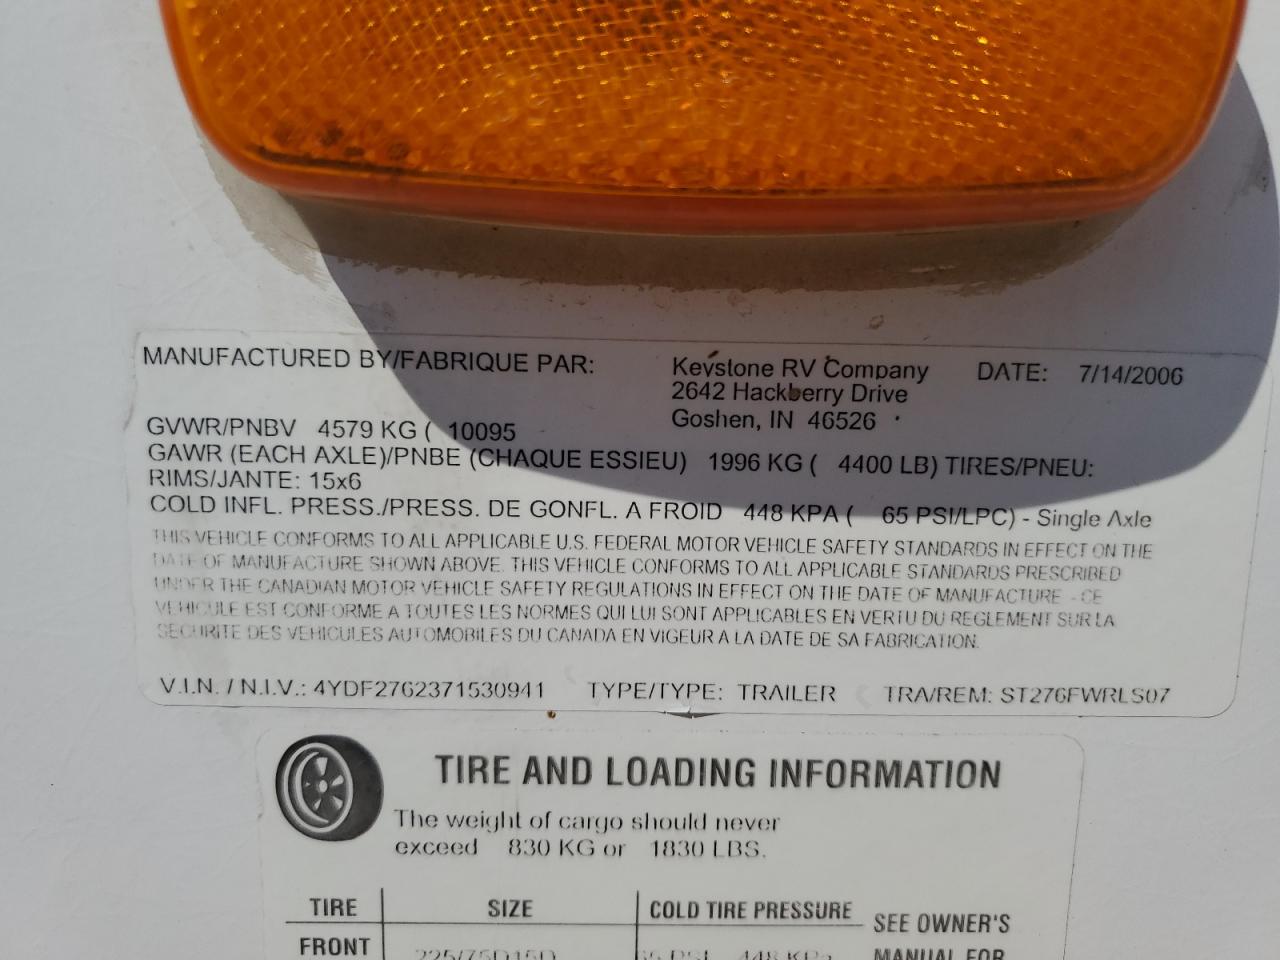 MANUFACTURED BY/FABRIQUE PAR: Keystone RV Company DATE: 7/14/2006
2642 Hackberry Drive
Goshen, IN 46526
GVWR/PNBV 4579 KG ( 10095
GAWR (EACH AXLE)/PNBE (CHAQUE ESSIEU) 1996 KG ( 4400 LB) TIRES/PNEU:
RIMS/JANTE: 15x6
COLD INFL. PRESS./PRESS. DE GONFL. A FROID 448 KPA ( 65 PSI/LPC) - Single Axle
THIS VEHICLE CONFORMS TO ALL APPLICABLE U.S. FEDERAL MOTOR VEHICLE SAFETY STANDARDS IN EFFECT ON THE
DATE OF MANUFACTURE SHOWN ABOVE. THIS VEHICLE CONFORMS TO ALL APPLICABLE STANDARDS PRESCRIBED
UNDER THE CANADIAN MOTOR VEHICLE SAFETY REGULATIONS IN EFFECT ON THE DATE OF MANUFACTURE - CE
VEHICULE EST CONFORME A TOUTES LES NORMES QUI LUI SONT APPLICABLES EN VERTU DU REGLEMENT SUR LA
SECURITE DES VEHICULES AUTOMOBILES DU CANADA EN VIGEUR A LA DATE DE SA FABRICATION.
V.I.N. / N.I.V.: 4YDF2762371530941 TYPE/TYPE: TRAILER TRA/REM: ST276FWRLS07
TIRE AND LOADING INFORMATION
The weight of cargo should never
exceed 830 KG or 1830 LBS.
TIRE SIZE COLD TIRE PRESSURE SEE OWNER'S
FRONT 448 KPa MANUAL FOR